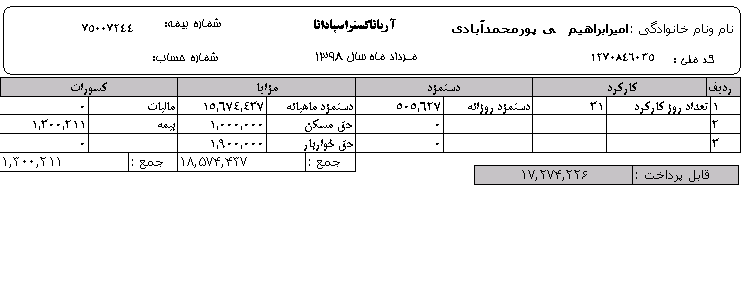 نام ونام خانوادگی :امیرابراهیم ی پورمحمدآبادی آریاناگستراسپادانا شماره بیمه: ۷۵۰۰۷۲۴۴
کد ملی : ۱۲۷۰۸۴۶۰۳۵ مرداد ماه سال ۱۳۹۸ شماره حساب:
ردیف کارکرد دستمزد مزایا کسورات
۱ تعداد روز کارکرد ۳۱ دستمزد روزانه ۵۰۵,۶۲۷ دستمزد ماهیانه ۱۵,۶۷۴,۴۳۷ مالیات ۰
۲ ۰ حق مسکن ۱,۰۰۰,۰۰۰ بیمه ۱,۳۰۰,۲۱۱
۳ ۰ حق خواربار ۱,۹۰۰,۰۰۰ ۰
جمع : ۱۸,۵۷۴,۴۳۷ جمع : ۱,۳۰۰,۲۱۱
قابل پرداخت : ۱۷,۲۷۴,۲۲۶